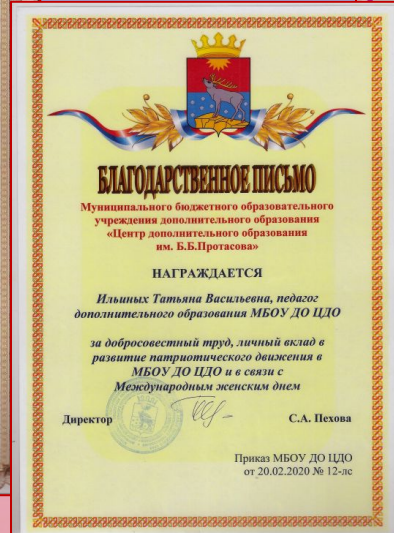 БЛАГОДАРСТВЕННОЕ ПИСЬМО
Муниципального бюджетного образовательного
учреждения дополнительного образования
«Центр дополнительного образования
им. Б.Б.Протасова»
НАГРАЖДАЕТСЯ
Ильиных Татьяна Васильевна, педагог
дополнительного образования МБОУ ДО ЦДО
за добросовестный труд, личный вклад в
развитие патриотического движения в
МБОУ ДО ЦДО и в связи с
Международным женским днем
Директор С.А. Пехова
Приказ МБОУ ДО ЦДО
от 20.02.2020 № 12-лс